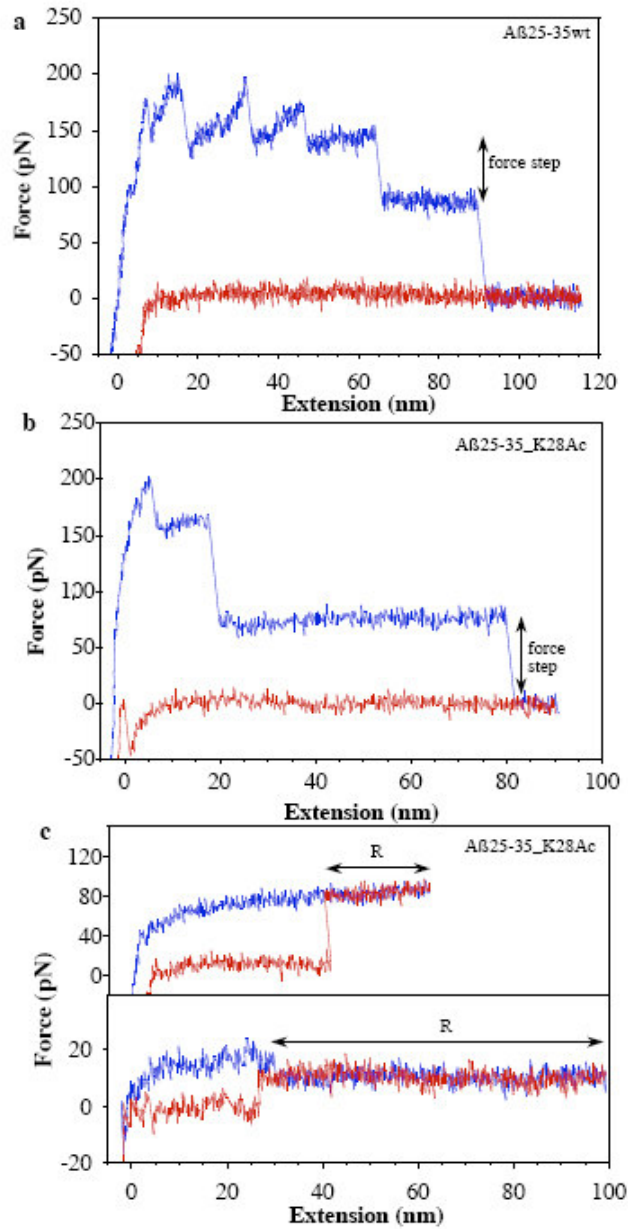 a
250
Aß25-35wt
200
150
force step
100
50
0
-50
Force (pN)
0 20 40 60 80 100 120
Extension (nm)
b
250
Aß25-35_K28Ac
200
150
100
50
force
step
0
-50
Force (pN)
0 20 40 60 80 100
Extension (nm)
c
120
R
Aß25-35_K28Ac
80
40
0
Force (pN)
R
20
0
-20
0 20 40 60 80 100
Extension (nm)